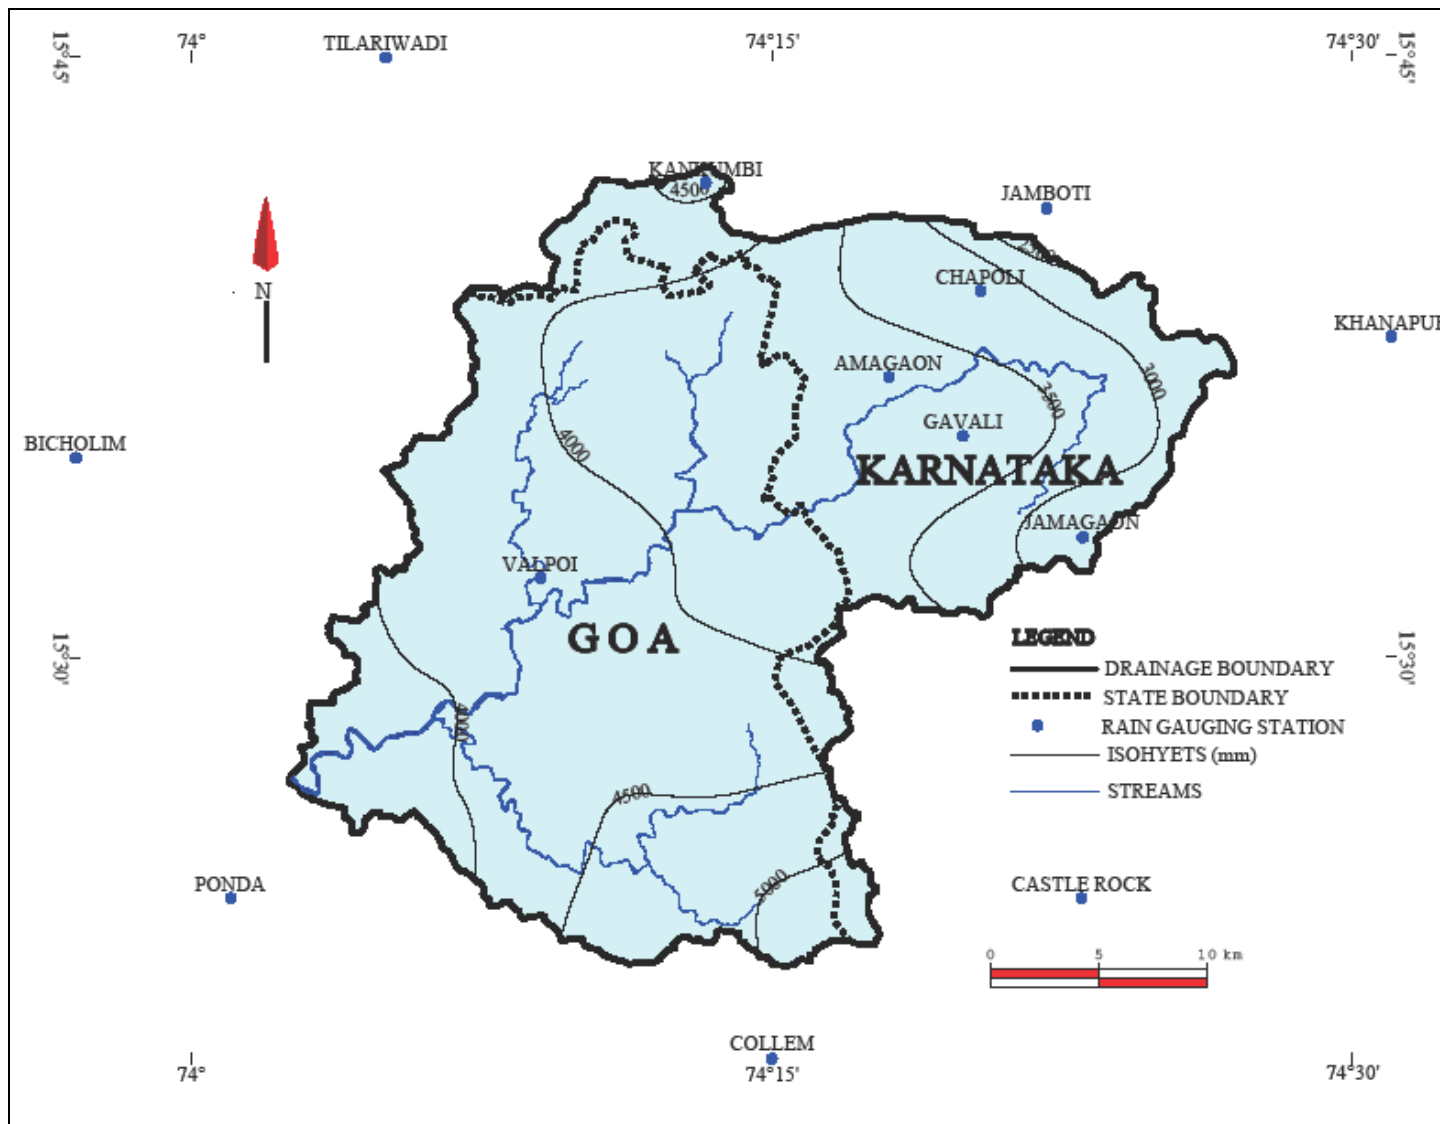 74°
TILARIWADI
74°15'
74°30'
15°45'
15°45'
KANKUMBI
4500
JAMBOTI
2500
CHAPOLI
N
KHANAPUR
AMAGAON
3500
3000
GAVALI
BICHOLIM
4000
KARNATAKA
JAMAGAON
VALPOI
GOA
15°30'
15°30'
LEGEND
DRAINAGE BOUNDARY
STATE BOUNDARY
RAIN GAUGING STATION
ISOHYETS (mm)
STREAMS
4000
4500
5000
PONDA
CASTLE ROCK
0 5 10 km
COLLEM
74°
74°15'
74°30'